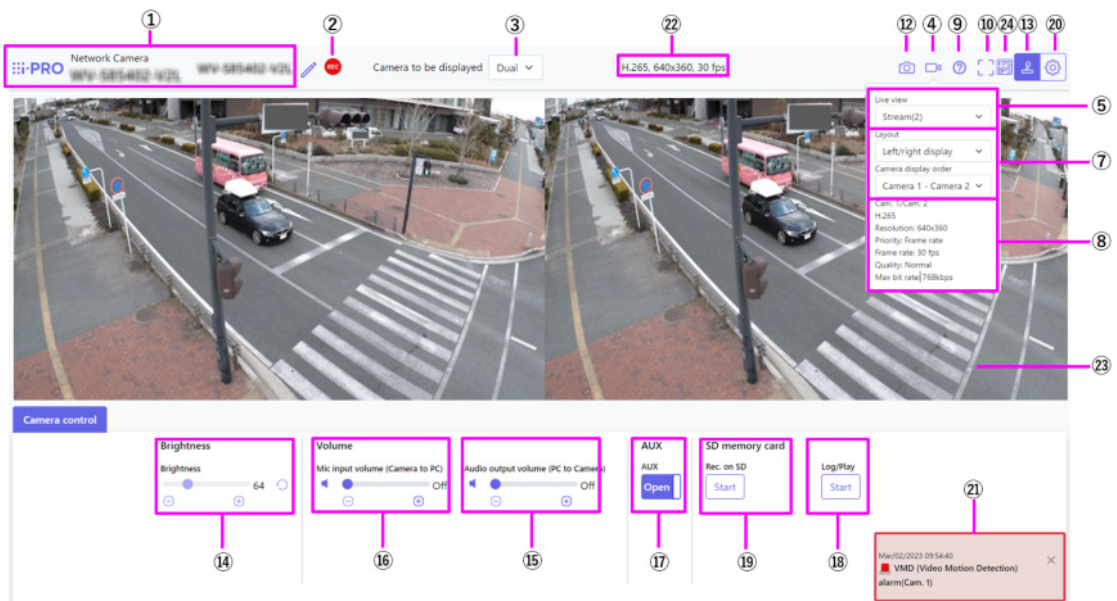 ① ② ③ ㉒ ⑫ ④ ⑨ ⑩ ㉔ ⑬ ⑳
i-PRO Network Camera
REC
Camera to be displayed Dual
H.265, 640x360, 30 fps
Live view
Stream(2)
⑤
Layout
Left/right display
⑦
Camera display order
Camera 1 - Camera 2
Cam. 1/Cam. 2
H.265
Resolution: 640x360
Priority: Frame rate
⑧
Frame rate: 30 fps
Quality: Normal
Max bit rate: 768kbps
㉓
Camera control
Brightness
Brightness
64
Volume
Mic input volume (Camera to PC)
Off
Audio output volume (PC to Camera)
Off
AUX
AUX
Open
SD memory card
Rec. on SD
Start
Log/Play
Start
㉑
⑭ ⑯ ⑮ ⑰ ⑲ ⑱
Mar/02/2023 09:54:40
VMD (Video Motion Detection)
alarm(Cam. 1)